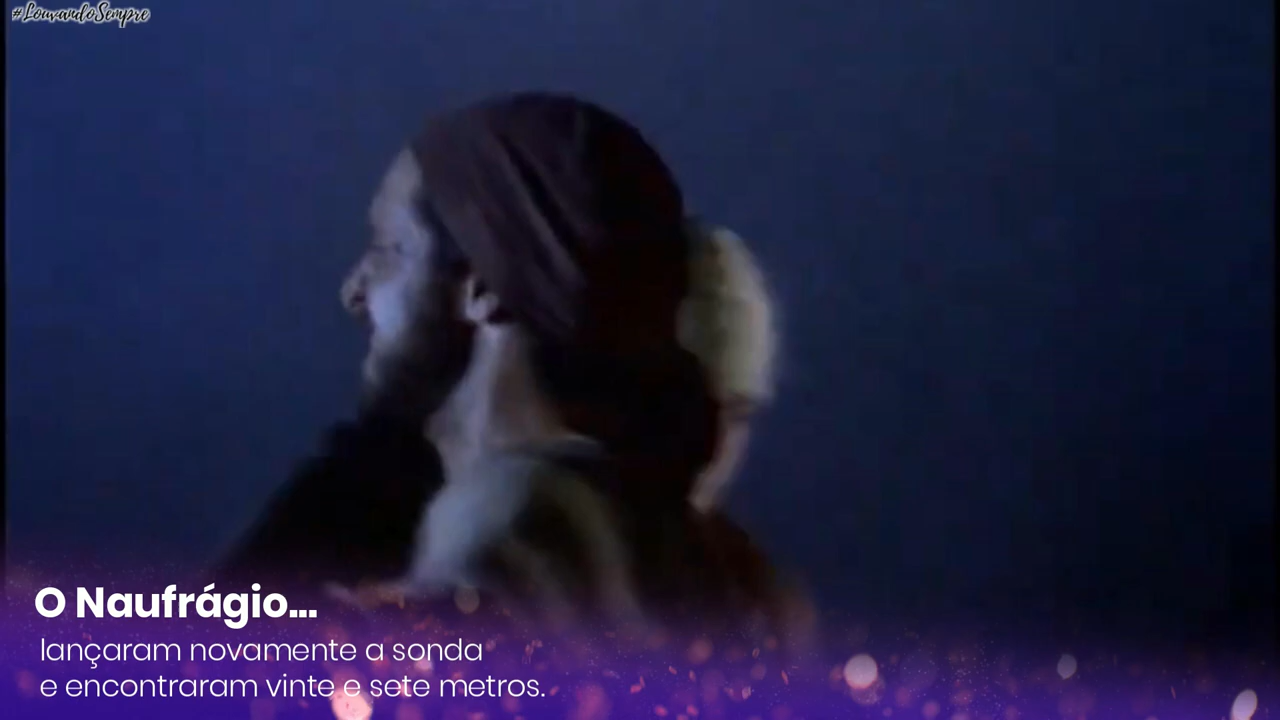 #LouvandoSempre
O Naufrágio...
lançaram novamente a sonda
e encontraram vinte e sete metros.